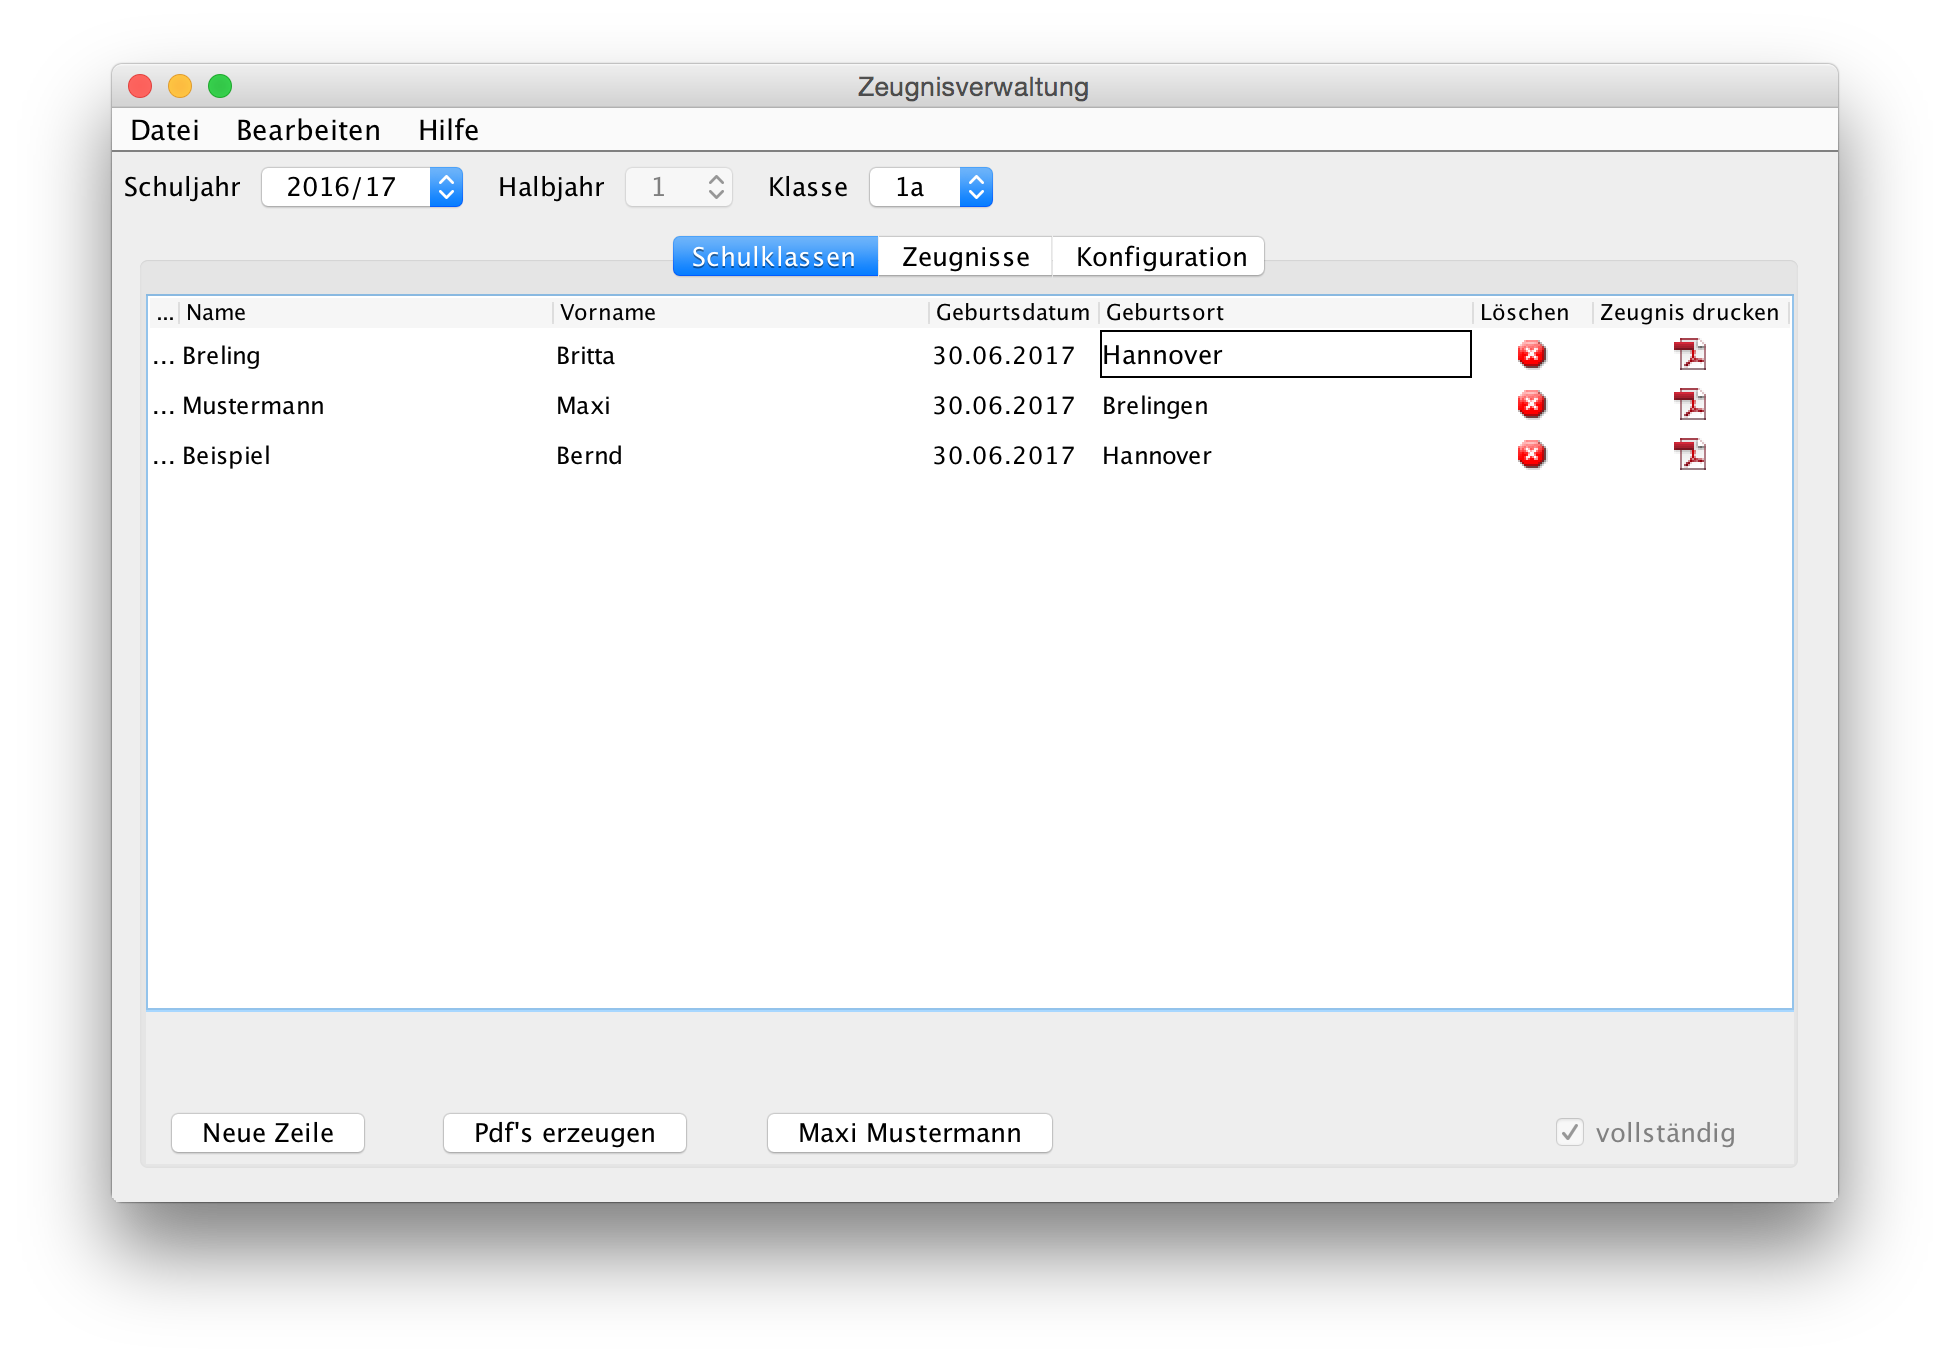 Zeugnisverwaltung
Datei Bearbeiten Hilfe
Schuljahr 2016/17 Halbjahr 1 Klasse 1a
Schulklassen Zeugnisse Konfiguration
... Name Vorname Geburtsdatum Geburtsort Löschen Zeugnis drucken
... Breling Britta 30.06.2017 Hannover
... Mustermann Maxi 30.06.2017 Brelingen
... Beispiel Bernd 30.06.2017 Hannover
Neue Zeile Pdf's erzeugen Maxi Mustermann vollständig